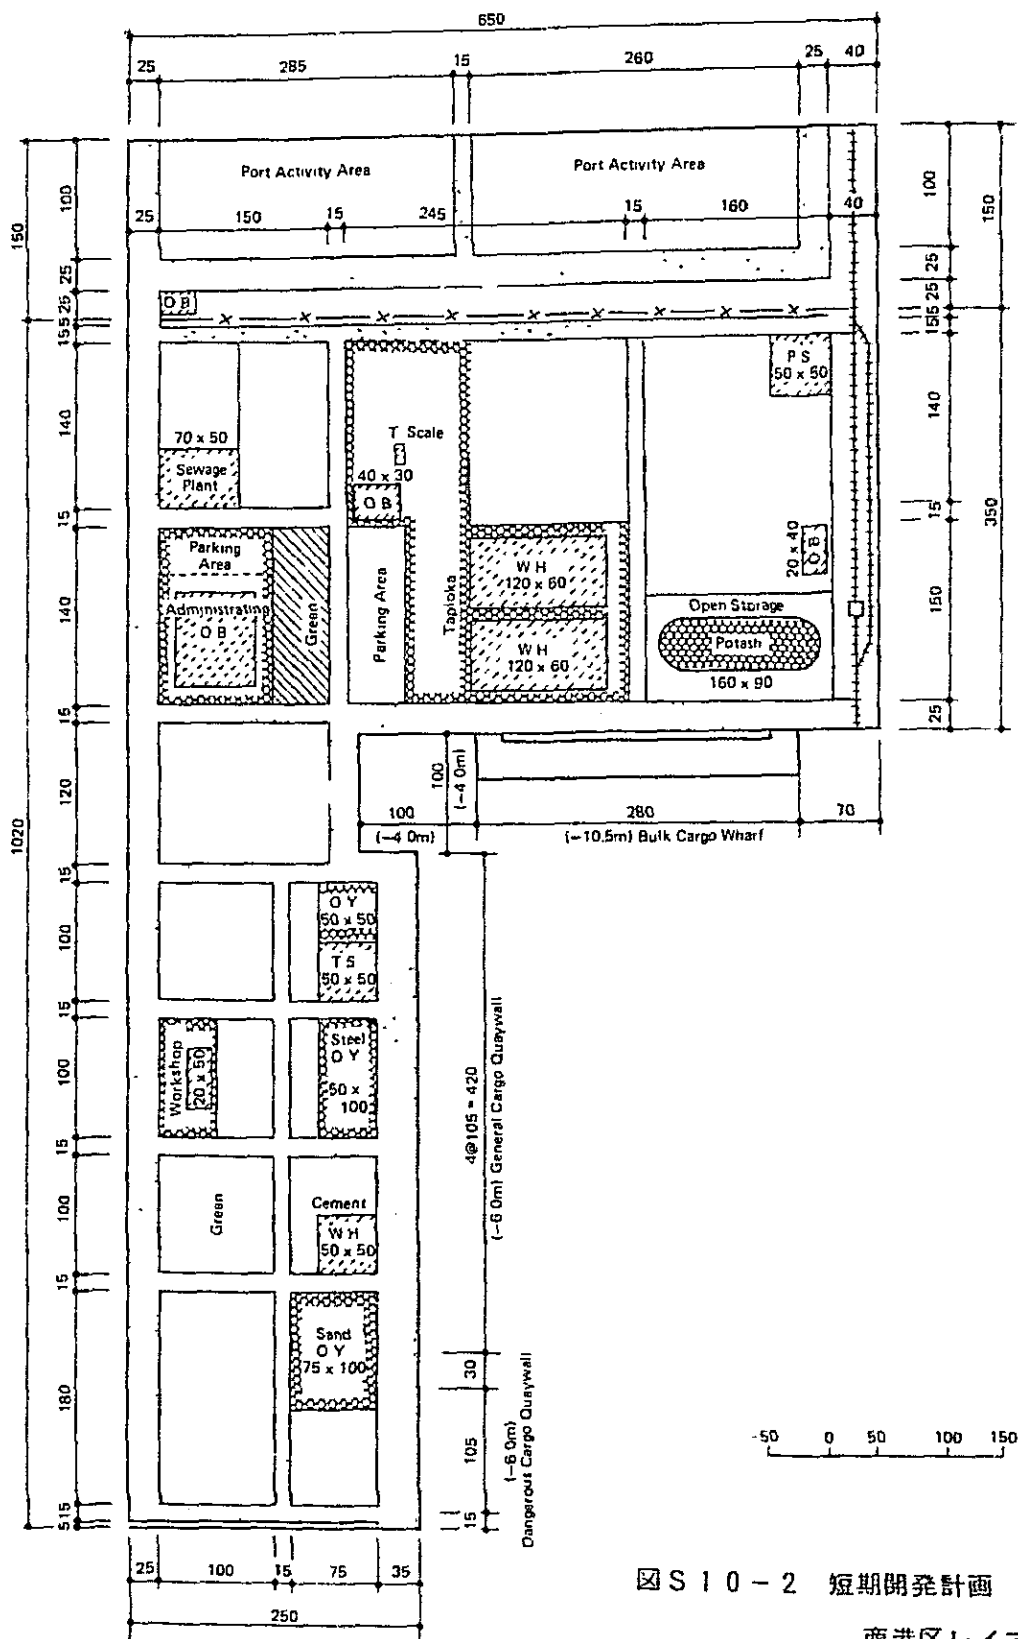 650
25 285 15 260 25 40
Port Activity Area
Port Activity Area
25 150 15 245 15 160 40
100
150
25
25
5
15
140
15
140
15
120
15
100
15
100
15
100
15
180
15
5
1020
100
150
25
25
5
15
140
15
350
150
25
O B
P S
50 x 50
T Scale
70 x 50
Sewage
Plant
40 x 30
O B
Parking
Area
Administrating
O B
Green
Parking Area
Tapioka
W H
120 x 60
W H
120 x 60
20 x 40
O B
Open Storage
Potash
160 x 90
100
(-4 0m)
100
(-4 0m)
280
(-10.5m) Bulk Cargo Wharf
70
O Y
50 x 50
T S
50 x 50
Workshop
20 x 50
Steel
O Y
50 x
100
4@105 = 420
(-6 0m) General Cargo Quaywall
Green
Cement
W H
50 x 50
Sand
O Y
75 x 100
30
105
15
(-6 0m)
Dangerous Cargo Quaywall
-50 0 50 100 150
25 100 15 75 35
250
図S10-2 短期開発計画